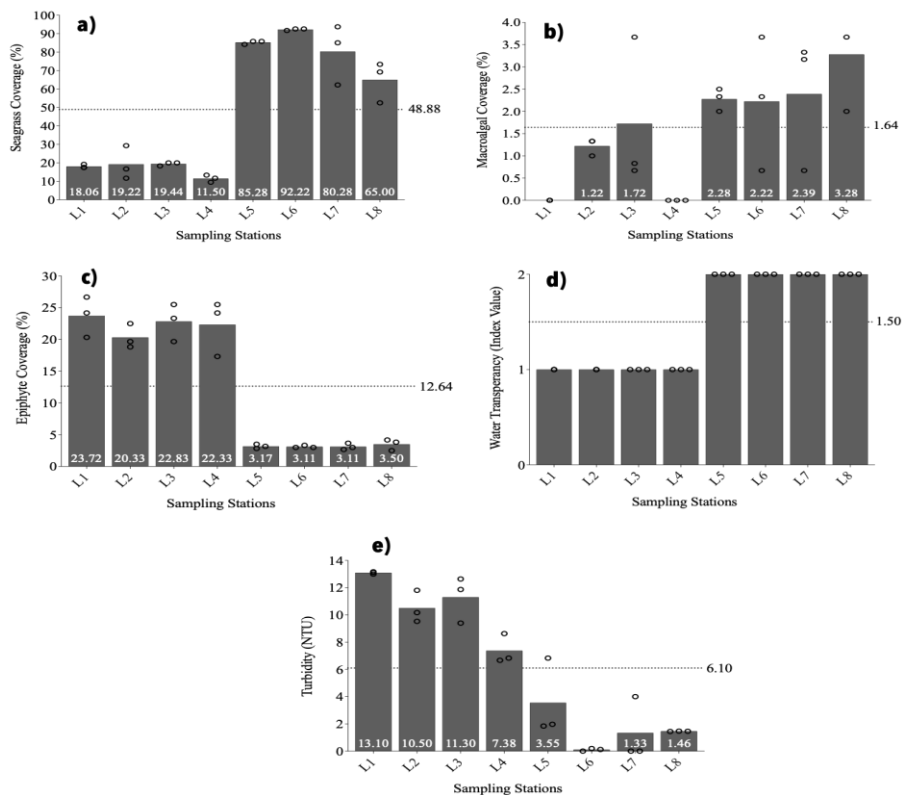 a)
Seagrass Coverage (%)
100
90
80
70
60
50
40
30
20
10
0
48.88
18.06 19.22 19.44 11.50 85.28 92.22 80.28 65.00
L1 L2 L3 L4 L5 L6 L7 L8
Sampling Stations
b)
Macroalgal Coverage (%)
4.0
3.5
3.0
2.5
2.0
1.5
1.0
0.5
0.0
1.64
1.22 1.72 2.28 2.22 2.39 3.28
L1 L2 L3 L4 L5 L6 L7 L8
Sampling Stations
c)
Epiphyte Coverage (%)
30
25
20
15
10
5
0
12.64
23.72 20.33 22.83 22.33 3.17 3.11 3.11 3.50
L1 L2 L3 L4 L5 L6 L7 L8
Sampling Stations
d)
Water Transperancy (Index Value)
2
1
0
1.50
L1 L2 L3 L4 L5 L6 L7 L8
Sampling Stations
e)
Turbidity (NTU)
14
12
10
8
6
4
2
0
6.10
13.10 10.50 11.30 7.38 3.55 1.33 1.46
L1 L2 L3 L4 L5 L6 L7 L8
Sampling Stations